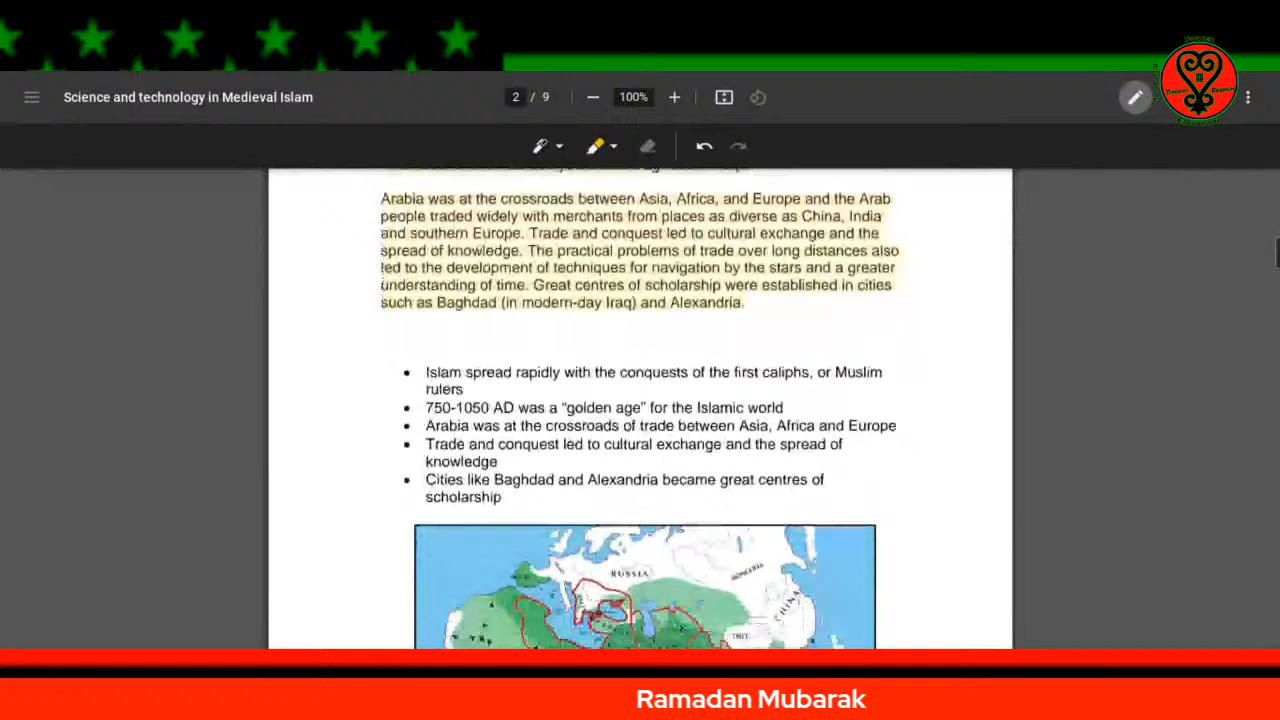 POWER
Science and technology in Medieval Islam
2 / 9
100%
EDUCATION
Arabia was at the crossroads between Asia, Africa, and Europe and the Arab
people traded widely with merchants from places as diverse as China, India
and southern Europe. Trade and conquest led to cultural exchange and the
spread of knowledge. The practical problems of trade over long distances also
led to the development of techniques for navigation by the stars and a greater
understanding of time. Great centres of scholarship were established in cities
such as Baghdad (in modern-day Iraq) and Alexandria.
• Islam spread rapidly with the conquests of the first caliphs, or Muslim
rulers
• 750-1050 AD was a “golden age” for the Islamic world
• Arabia was at the crossroads of trade between Asia, Africa and Europe
• Trade and conquest led to cultural exchange and the spread of
knowledge
• Cities like Baghdad and Alexandria became great centres of
scholarship
RUSSIA
MONGOLIA
CHINA
Ramadan Mubarak